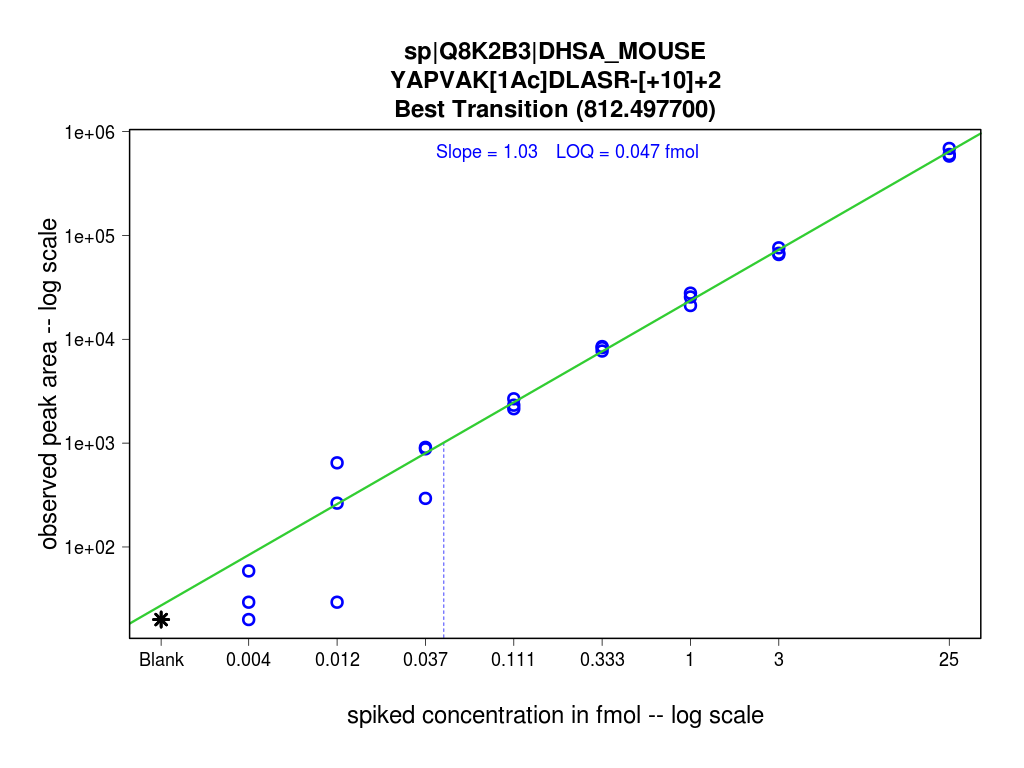 sp|Q8K2B3|DHSA_MOUSE
YAPVAK[1Ac]DLASR-[+10]+2
Best Transition (812.497700)
Slope = 1.03 LOQ = 0.047 fmol
observed peak area -- log scale
1e+06
1e+05
1e+04
1e+03
1e+02
Blank 0.004 0.012 0.037 0.111 0.333 1 3 25
spiked concentration in fmol -- log scale